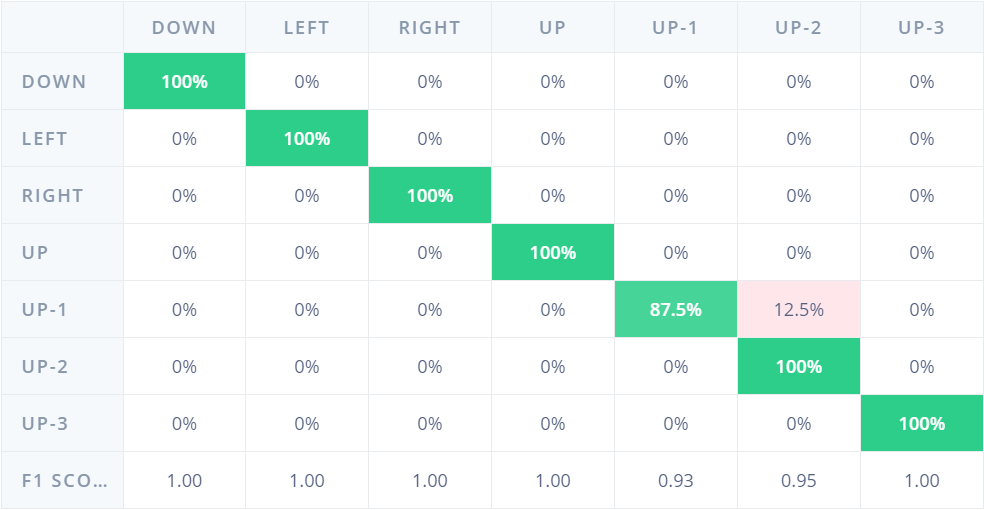 DOWN LEFT RIGHT UP UP-1 UP-2 UP-3
DOWN 100% 0% 0% 0% 0% 0% 0%
LEFT 0% 100% 0% 0% 0% 0% 0%
RIGHT 0% 0% 100% 0% 0% 0% 0%
UP 0% 0% 0% 100% 0% 0% 0%
UP-1 0% 0% 0% 0% 87.5% 12.5% 0%
UP-2 0% 0% 0% 0% 0% 100% 0%
UP-3 0% 0% 0% 0% 0% 0% 100%
F1 SCO... 1.00 1.00 1.00 1.00 0.93 0.95 1.00